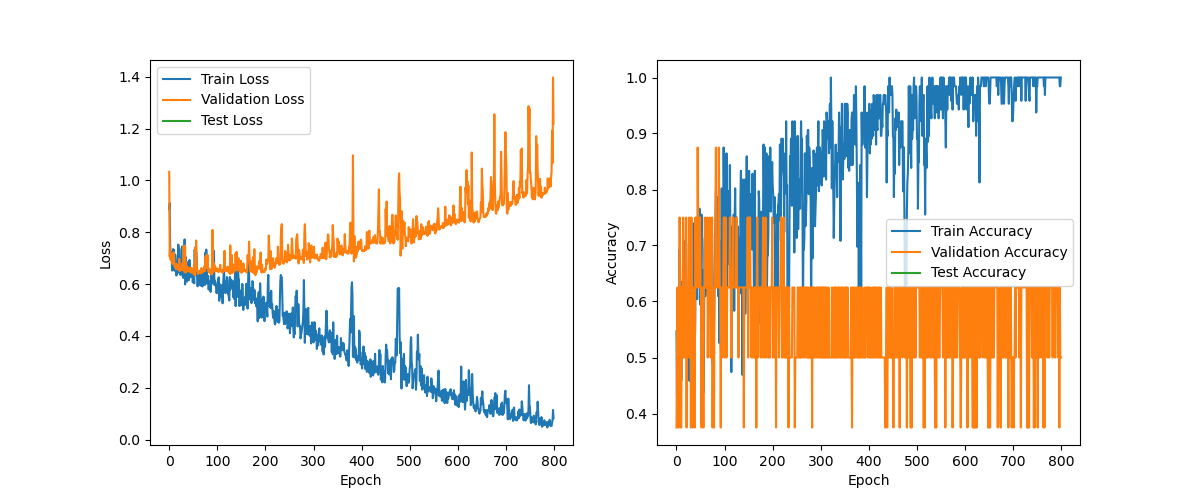 Train Loss
Validation Loss
Test Loss
1.4
1.2
1.0
0.8
0.6
0.4
0.2
0.0
Loss
0 100 200 300 400 500 600 700 800
Epoch
1.0
0.9
0.8
0.7
0.6
0.5
0.4
Accuracy
Train Accuracy
Validation Accuracy
Test Accuracy
0 100 200 300 400 500 600 700 800
Epoch